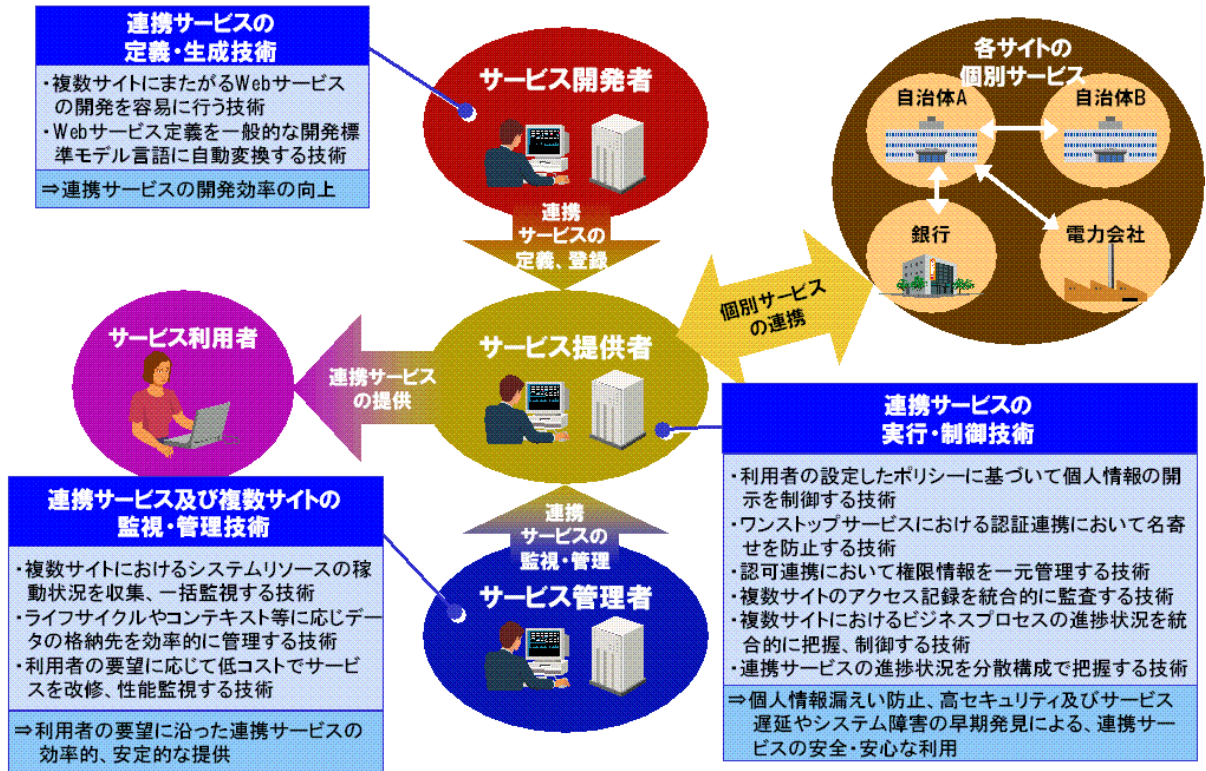 連携サービスの
定義・生成技術
・複数サイトにまたがるWebサービス
の開発を容易に行う技術
・Webサービス定義を一般的な開発標
準モデル言語に自動変換する技術
⇒連携サービスの開発効率の向上
サービス開発者
連携
サービスの
定義、登録
各サイトの
個別サービス
自治体A
自治体B
銀行
電力会社
個別サービス
の連携
サービス利用者
連携サービス
の提供
サービス提供者
連携サービスの
実行・制御技術
・利用者の設定したポリシーに基づいて個人情報の開
示を制御する技術
・ワンストップサービスにおける認証連携において名寄
せを防止する技術
・認可連携において権限情報を一元管理する技術
・複数サイトのアクセス記録を統合的に監査する技術
・複数サイトにおけるビジネスプロセスの進捗状況を統
合的に把握、制御する技術
・連携サービスの進捗状況を分散構成で把握する技術
⇒個人情報漏えい防止、高セキュリティ及びサービス
遅延やシステム障害の早期発見による、連携サー
ビスの安全・安心な利用
連携サービス及び複数サイトの
監視・管理技術
・複数サイトにおけるシステムリソースの稼
動状況を収集、一括監視する技術
・ライフサイクルやコンテキスト等に応じデー
タの格納先を効率的に管理する技術
・利用者の要望に応じて低コストでサービ
スを改修、性能監視する技術
⇒利用者の要望に沿った連携サービスの
効率的、安定的な提供
連携
サービスの
監視・管理
サービス管理者